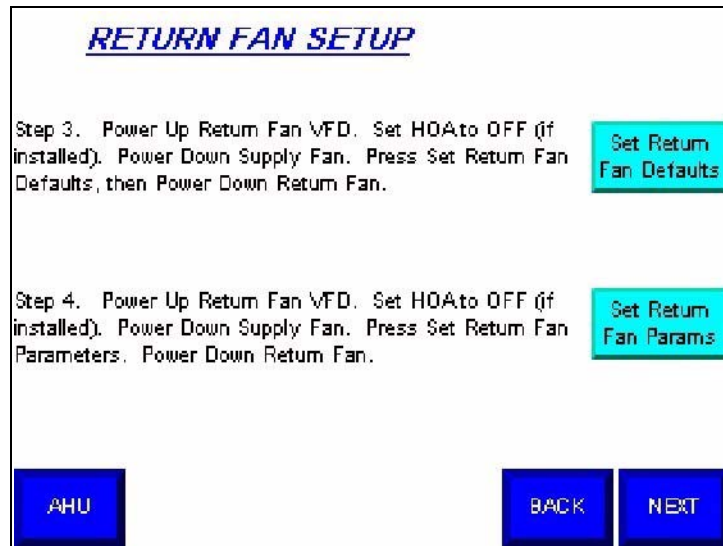 RETURN FAN SETUP
Step 3. Power Up Return Fan VFD. Set HOA to OFF (if
installed). Power Down Supply Fan. Press Set Return Fan
Defaults, then Power Down Return Fan.
Set Return
Fan Defaults
Step 4. Power Up Return Fan VFD. Set HOA to OFF (if
installed). Power Down Supply Fan. Press Set Return Fan
Parameters. Power Down Return Fan.
Set Return
Fan Params
AHU
BACK
NEXT